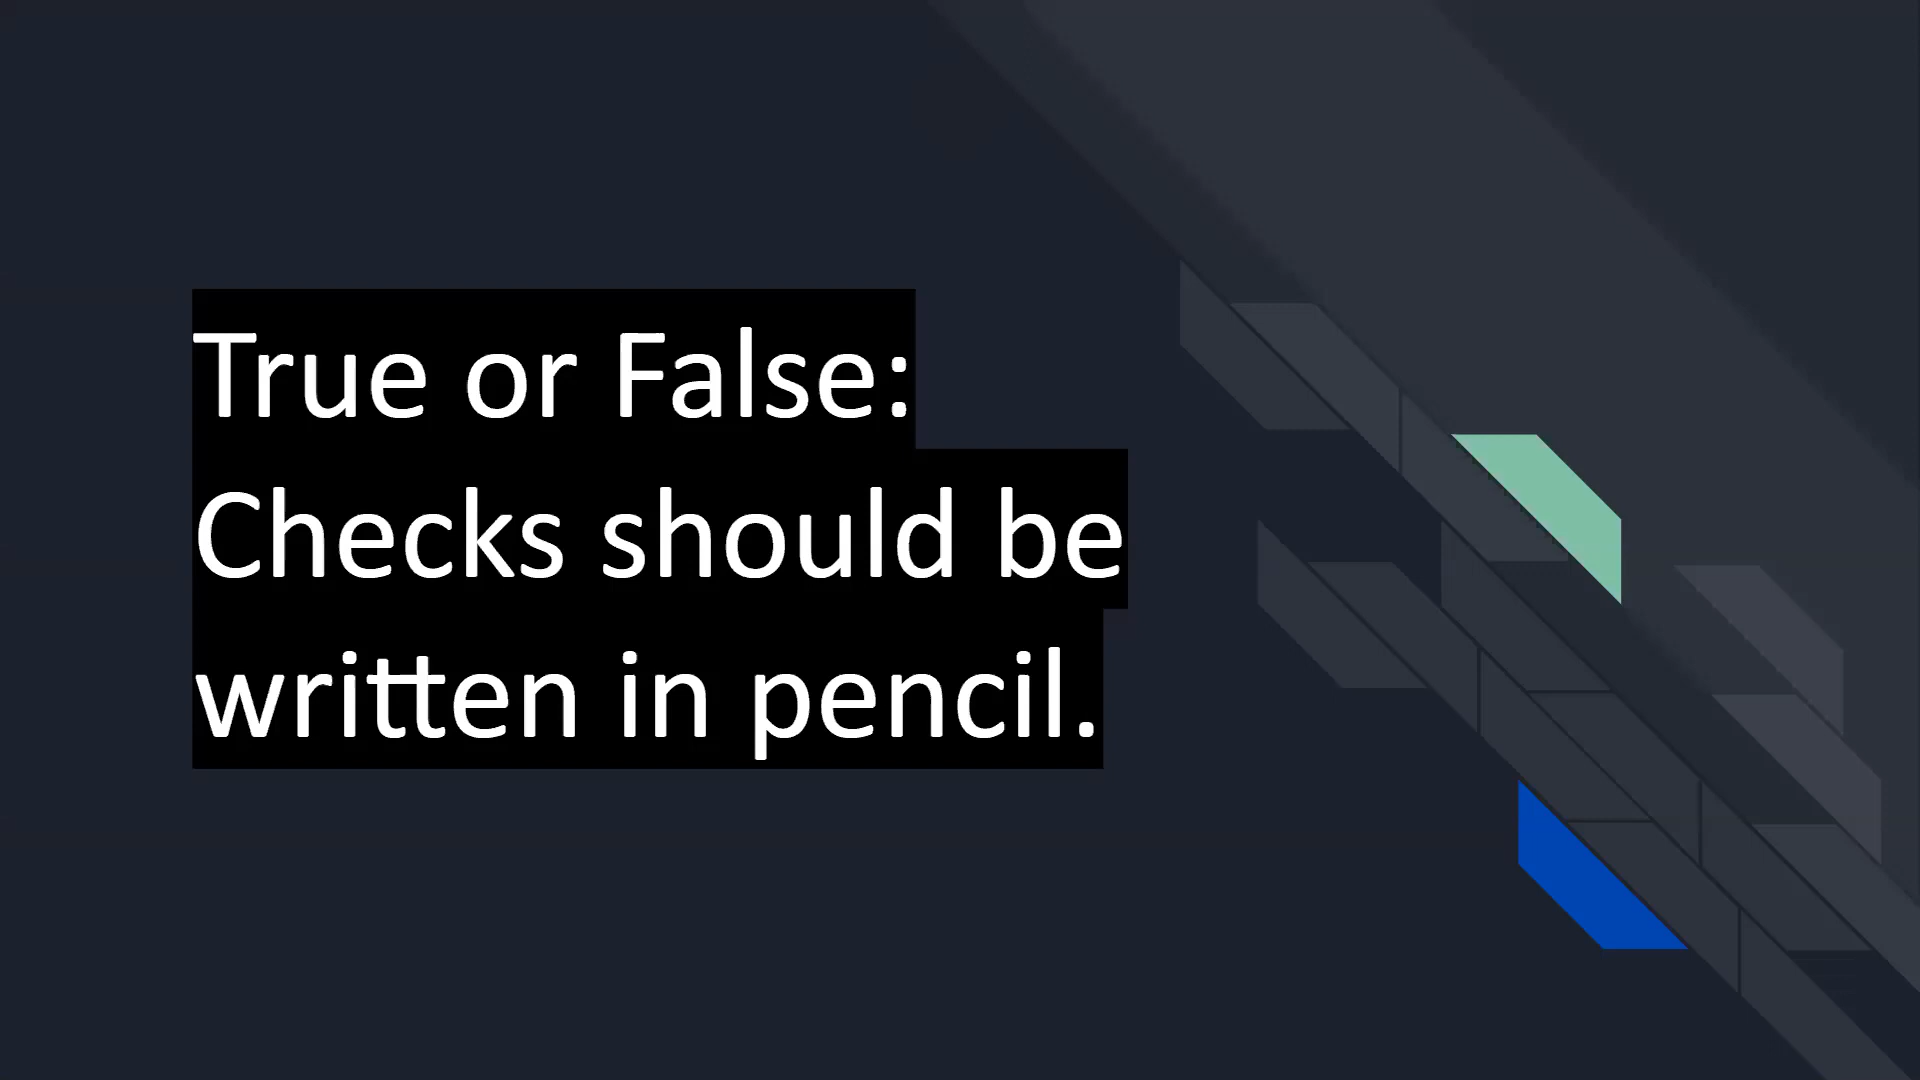 True or False:
Checks should be
written in pencil.